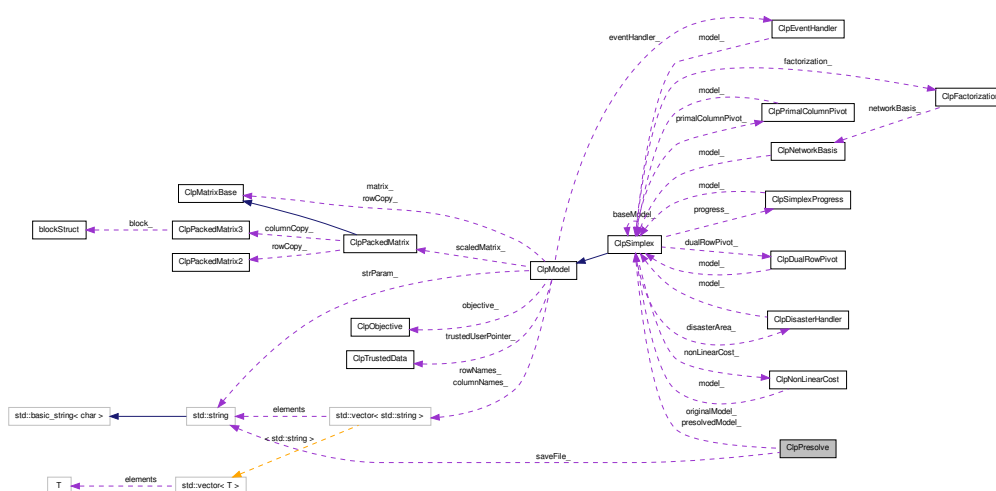 ClpEventHandler
eventHandler_
model_
factorization_
model_
ClpFactorization
ClpPrimalColumnPivot
networkBasis_
primalColumnPivot_
model_
ClpNetworkBasis
matrix_
ClpMatrixBase
rowCopy_
model_
ClpSimplexProgress
progress_
baseModel
block_
columnCopy_
blockStruct
ClpPackedMatrix3
ClpPackedMatrix
rowCopy_
scaledMatrix_
ClpSimplex
dualRowPivot_
ClpPackedMatrix2
ClpModel
model_
ClpDualRowPivot
strParam_
model_
objective_
ClpObjective
ClpDisasterHandler
disasterArea_
trustedUserPointer_
ClpTrustedData
nonLinearCost_
rowNames_
columnNames_
model_
ClpNonLinearCost
std::basic_string< char >
std::string
elements
std::vector< std::string >
originalModel_
presolvedModel_
< std::string >
ClpPresolve
saveFile_
T
elements
std::vector< T >